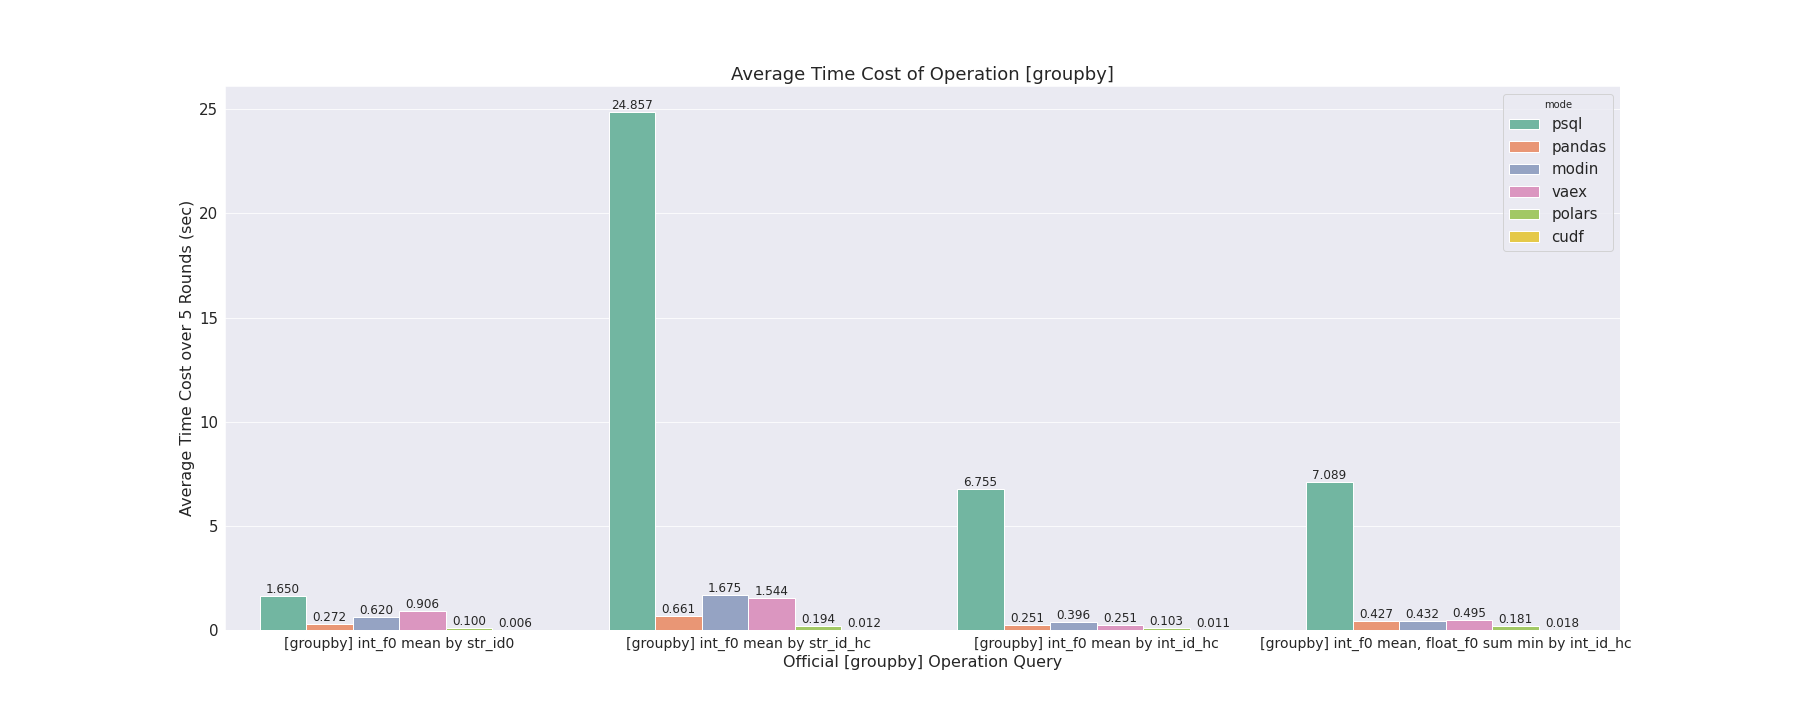 Average Time Cost of Operation [groupby]
Average Time Cost over 5 Rounds (sec)
25
20
15
10
5
0
mode
psql
pandas
modin
vaex
polars
cudf
1.650
0.272
0.620
0.906
0.100
0.006
24.857
0.661
1.675
1.544
0.194
0.012
6.755
0.251
0.396
0.251
0.103
0.011
7.089
0.427
0.432
0.495
0.181
0.018
[groupby] int_f0 mean by str_id0
[groupby] int_f0 mean by str_id_hc
[groupby] int_f0 mean by int_id_hc
[groupby] int_f0 mean, float_f0 sum min by int_id_hc
Official [groupby] Operation Query